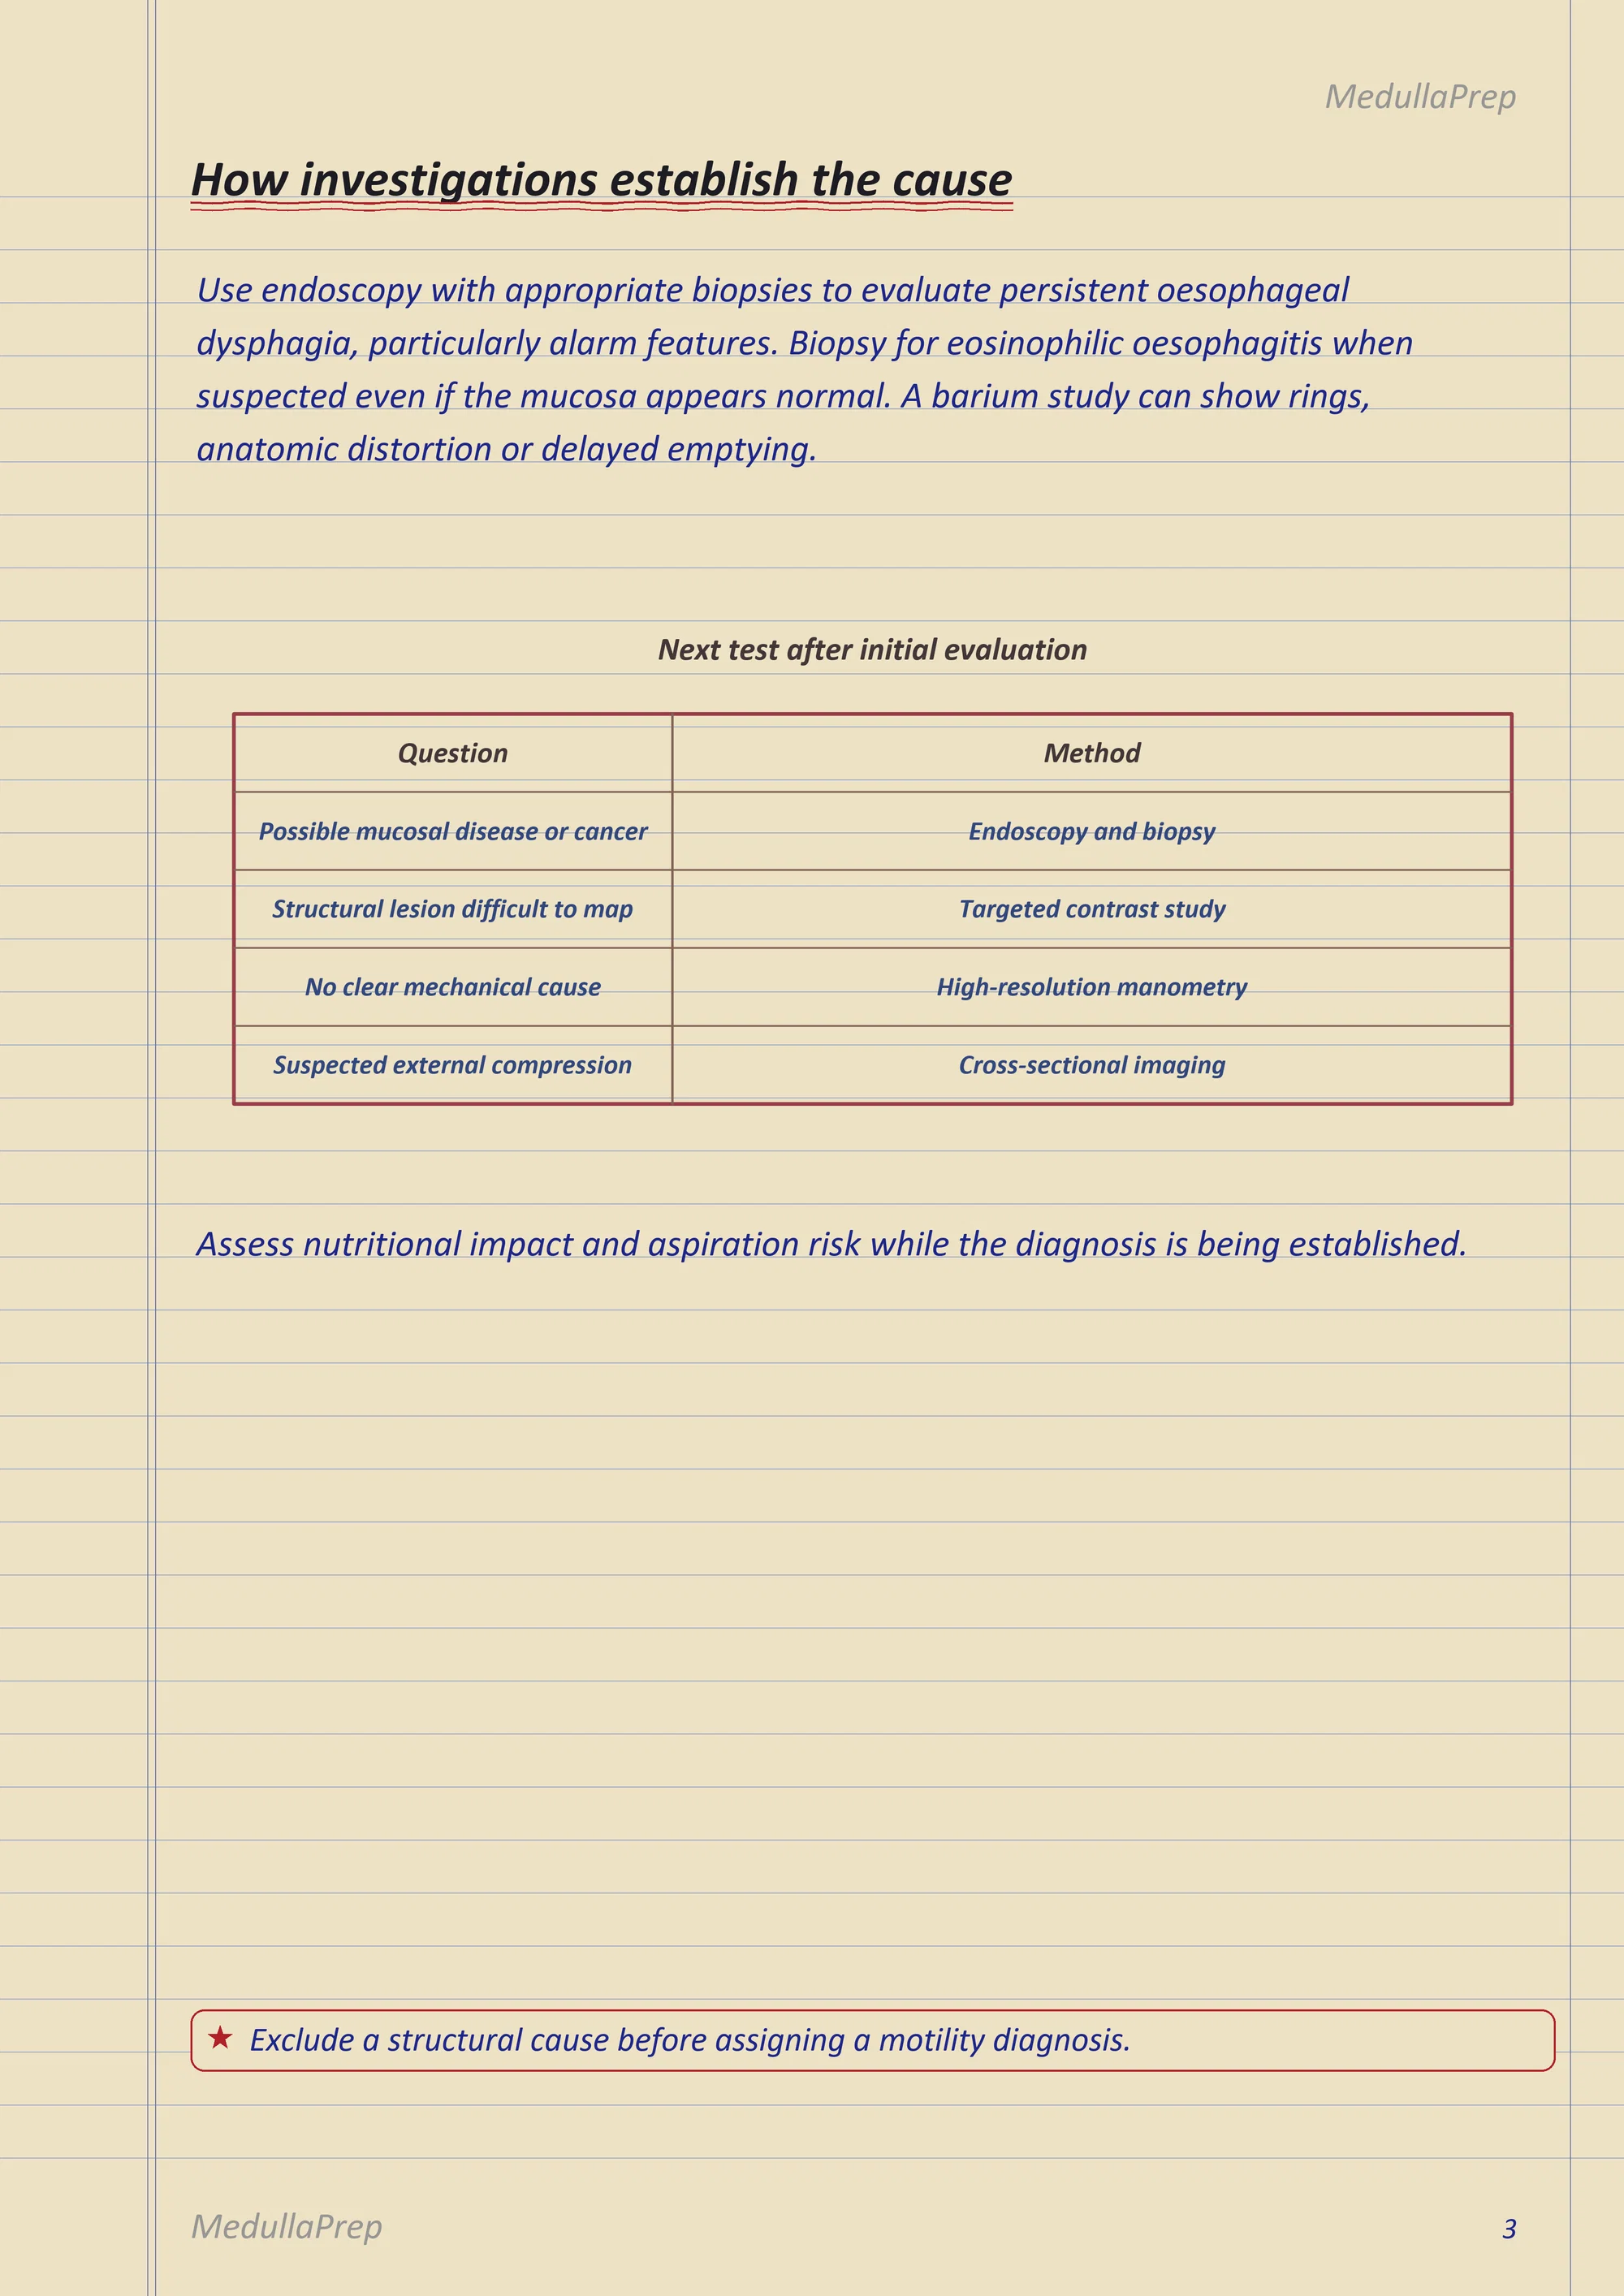 MedullaPrep
How investigations establish the cause
Use endoscopy with appropriate biopsies to evaluate persistent oesophageal
dysphagia, particularly alarm features. Biopsy for eosinophilic oesophagitis when
suspected even if the mucosa appears normal. A barium study can show rings,
anatomic distortion or delayed emptying.
Next test after initial evaluation
Question Method
Possible mucosal disease or cancer Endoscopy and biopsy
Structural lesion difficult to map Targeted contrast study
No clear mechanical cause High-resolution manometry
Suspected external compression Cross-sectional imaging
Assess nutritional impact and aspiration risk while the diagnosis is being established.
★ Exclude a structural cause before assigning a motility diagnosis.
MedullaPrep 3